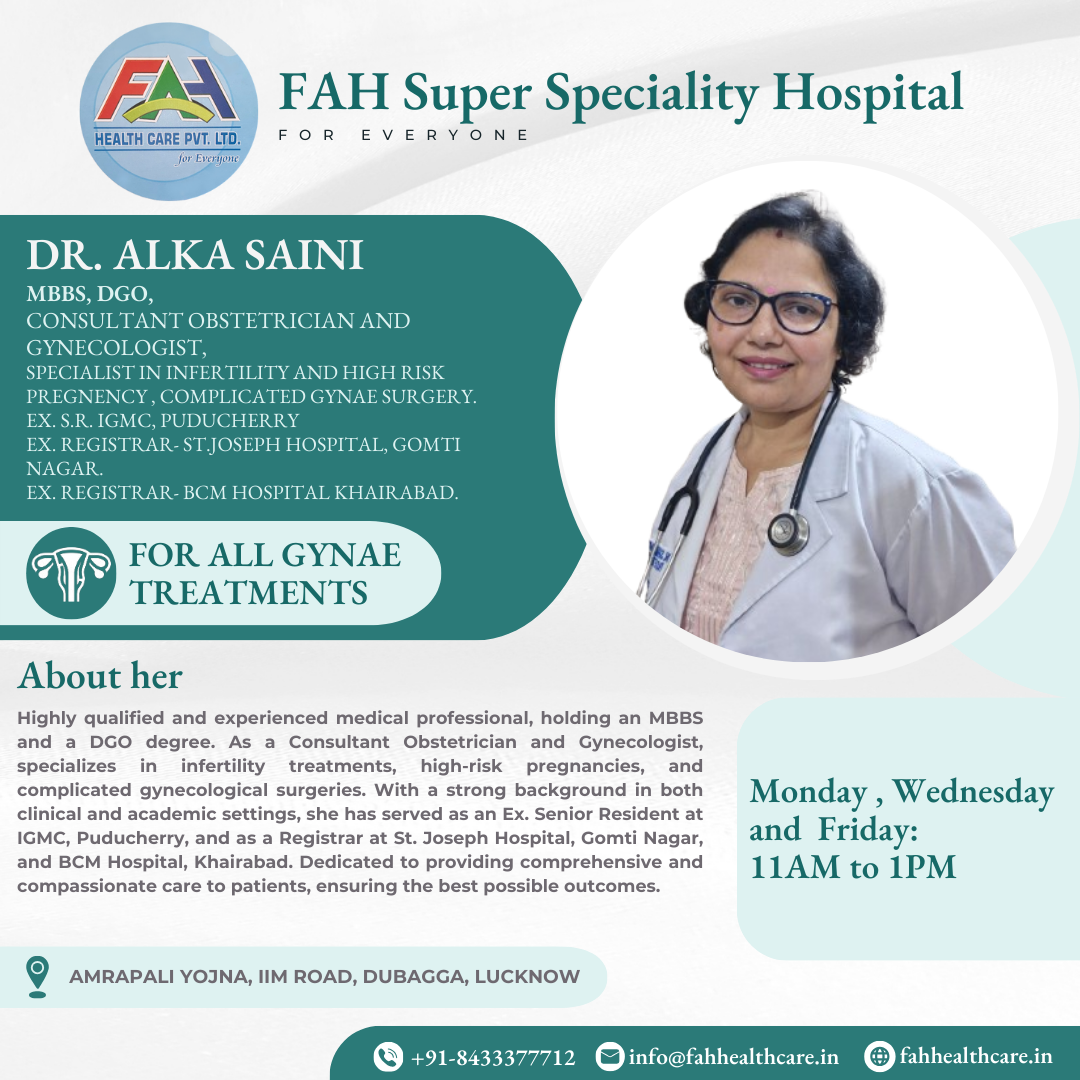 FAH
HEALTH CARE PVT. LTD.
for Everyone
FAH Super Speciality Hospital
FOR EVERYONE
DR. ALKA SAINI
MBBS, DGO,
CONSULTANT OBSTETRICIAN AND
GYNECOLOGIST,
SPECIALIST IN INFERTILITY AND HIGH RISK
PREGNENCY , COMPLICATED GYNAE SURGERY.
EX. S.R. IGMC, PUDUCHERRY
EX. REGISTRAR- ST.JOSEPH HOSPITAL, GOMTI
NAGAR.
EX. REGISTRAR- BCM HOSPITAL KHAIRABAD.
FOR ALL GYNAE
TREATMENTS
About her
Highly qualified and experienced medical professional, holding an MBBS
and a DGO degree. As a Consultant Obstetrician and Gynecologist,
specializes in infertility treatments, high-risk pregnancies, and
complicated gynecological surgeries. With a strong background in both
clinical and academic settings, she has served as an Ex. Senior Resident at
IGMC, Puducherry, and as a Registrar at St. Joseph Hospital, Gomti Nagar,
and BCM Hospital, Khairabad. Dedicated to providing comprehensive and
compassionate care to patients, ensuring the best possible outcomes.
Monday , Wednesday
and Friday:
11AM to 1PM
AMRAPALI YOJNA, IIM ROAD, DUBAGGA, LUCKNOW
+91-8433377712
info@fahhealthcare.in
fahhealthcare.in